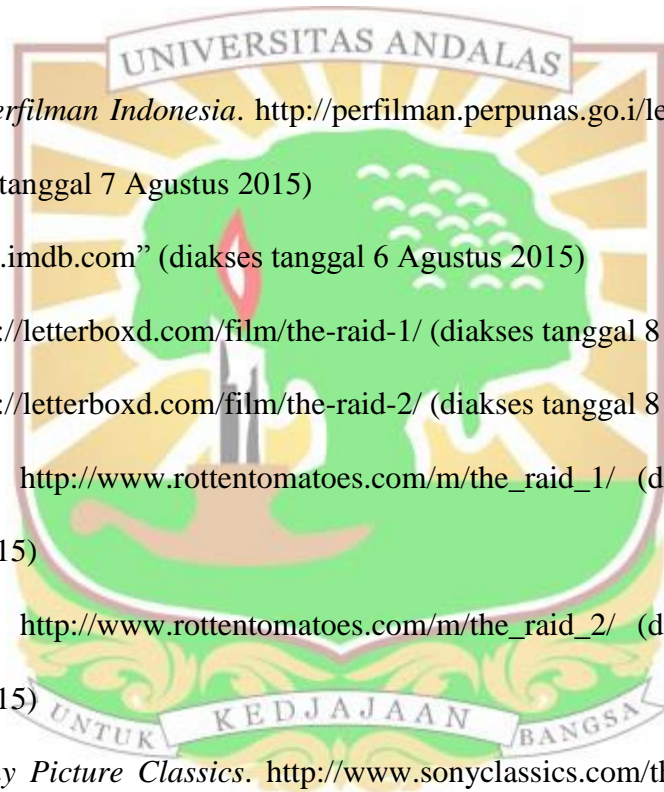 UNIVERSITAS ANDALAS
erfilman Indonesia. http://perfilman.perpunas.go.i/le
tanggal 7 Agustus 2015)
.imdb.com” (diakses tanggal 6 Agustus 2015)
://letterboxd.com/film/the-raid-1/ (diakses tanggal 8
://letterboxd.com/film/the-raid-2/ (diakses tanggal 8
http://www.rottentomatoes.com/m/the_raid_1/ (d
15)
http://www.rottentomatoes.com/m/the_raid_2/ (d
15)
UNTUK KEDJAJAAN BANGSA
y Picture Classics. http://www.sonyclassics.com/th